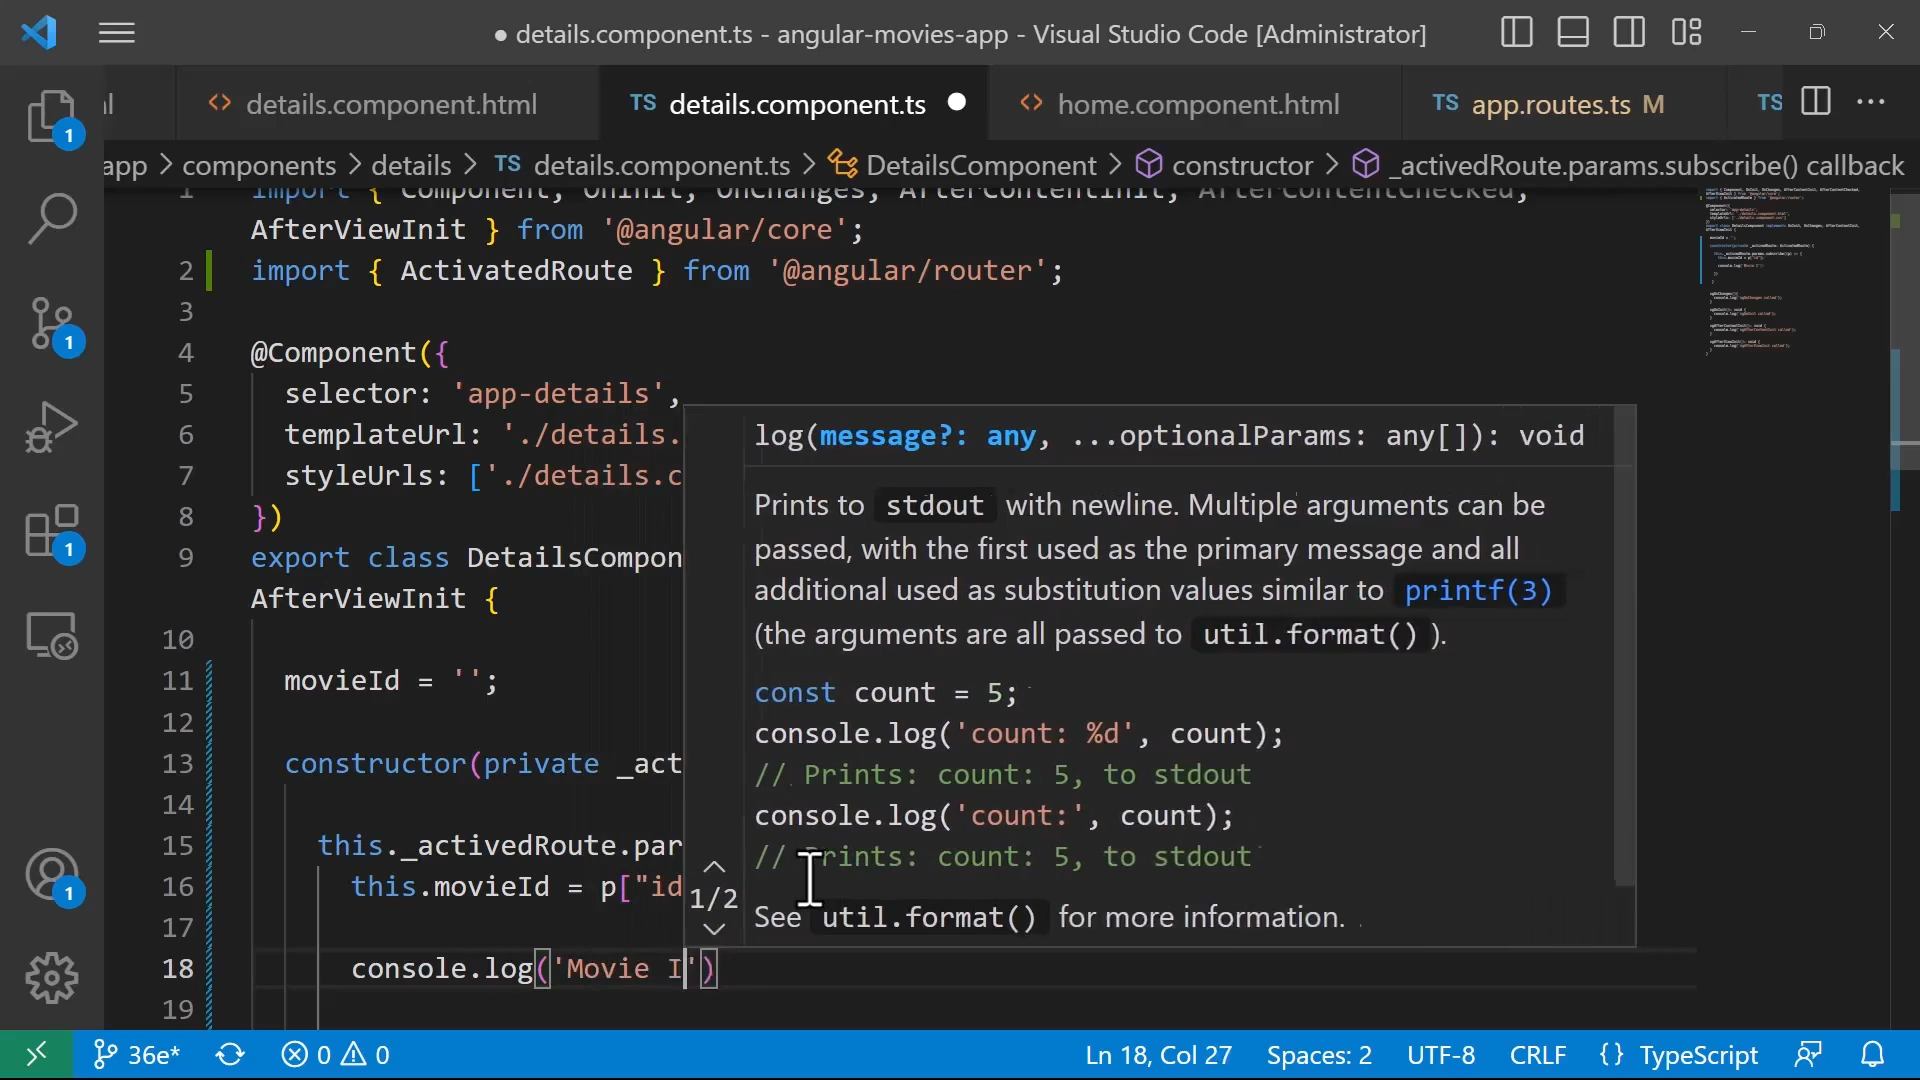 ● details.component.ts - angular-movies-app - Visual Studio Code [Administrator]
details.component.html
TS details.component.ts
home.component.html
TS app.routes.ts M
TS
app > components > details > TS details.component.ts > DetailsComponent > constructor > _activedRoute.params.subscribe() callback
1 import { Component, OnInit, OnChanges, AfterContentInit, AfterContentChecked,
AfterViewInit } from '@angular/core';
2 import { ActivatedRoute } from '@angular/router';
3
4 @Component({
5 selector: 'app-details',
6 templateUrl: './details.
7 styleUrls: ['./details.c
8 })
9 export class DetailsCompon
AfterViewInit {
10
11 movieId = '';
12
13 constructor(private _act
14
15 this._activedRoute.par
16 this.movieId = p["id
17
18 console.log('Movie I')
19
log(message?: any, ...optionalParams: any[]): void
Prints to stdout with newline. Multiple arguments can be
passed, with the first used as the primary message and all
additional used as substitution values similar to printf(3)
(the arguments are all passed to util.format() ).
const count = 5;
console.log('count: %d', count);
// Prints: count: 5, to stdout
console.log('count:', count);
// Prints: count: 5, to stdout
See util.format() for more information.
1/2
1
1
1
1
36e* 0 0
Ln 18, Col 27 Spaces: 2 UTF-8 CRLF {} TypeScript